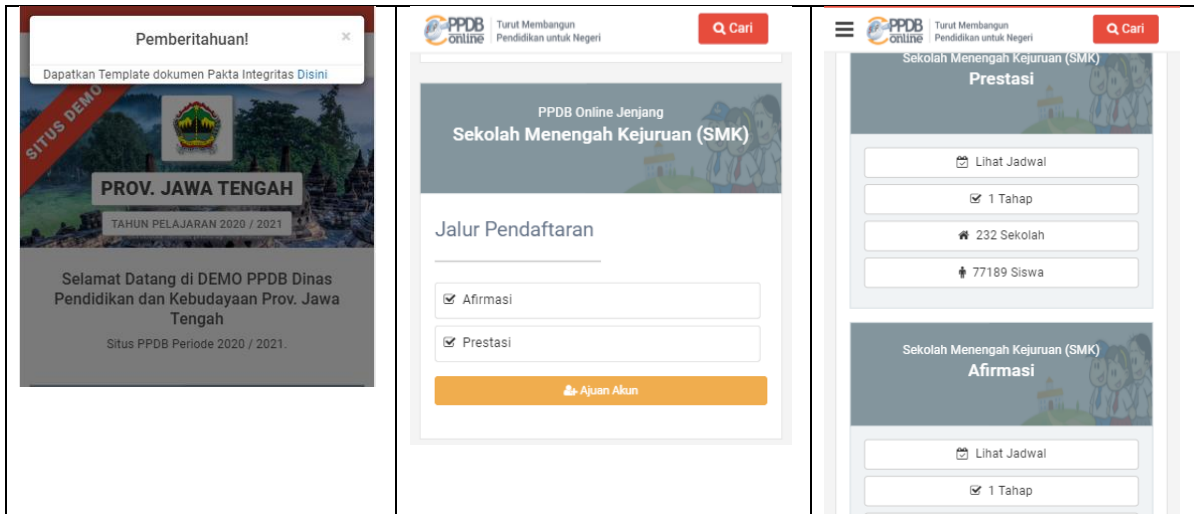 Pemberitahuan!
×
Dapatkan Template dokumen Pakta Integritas Disini
SITUS DEMO
PROV. JAWA TENGAH
TAHUN PELAJARAN 2020 / 2021
Selamat Datang di DEMO PPDB Dinas
Pendidikan dan Kebudayaan Prov. Jawa
Tengah
Situs PPDB Periode 2020 / 2021.
PPDB
online
Turut Membangun
Pendidikan untuk Negeri
Cari
PPDB Online Jenjang
Sekolah Menengah Kejuruan (SMK)
Jalur Pendaftaran
Afirmasi
Prestasi
Ajuan Akun
PPDB
online
Turut Membangun
Pendidikan untuk Negeri
Cari
Sekolah Menengah Kejuruan (SMK)
Prestasi
Lihat Jadwal
1 Tahap
232 Sekolah
77189 Siswa
Sekolah Menengah Kejuruan (SMK)
Afirmasi
Lihat Jadwal
1 Tahap